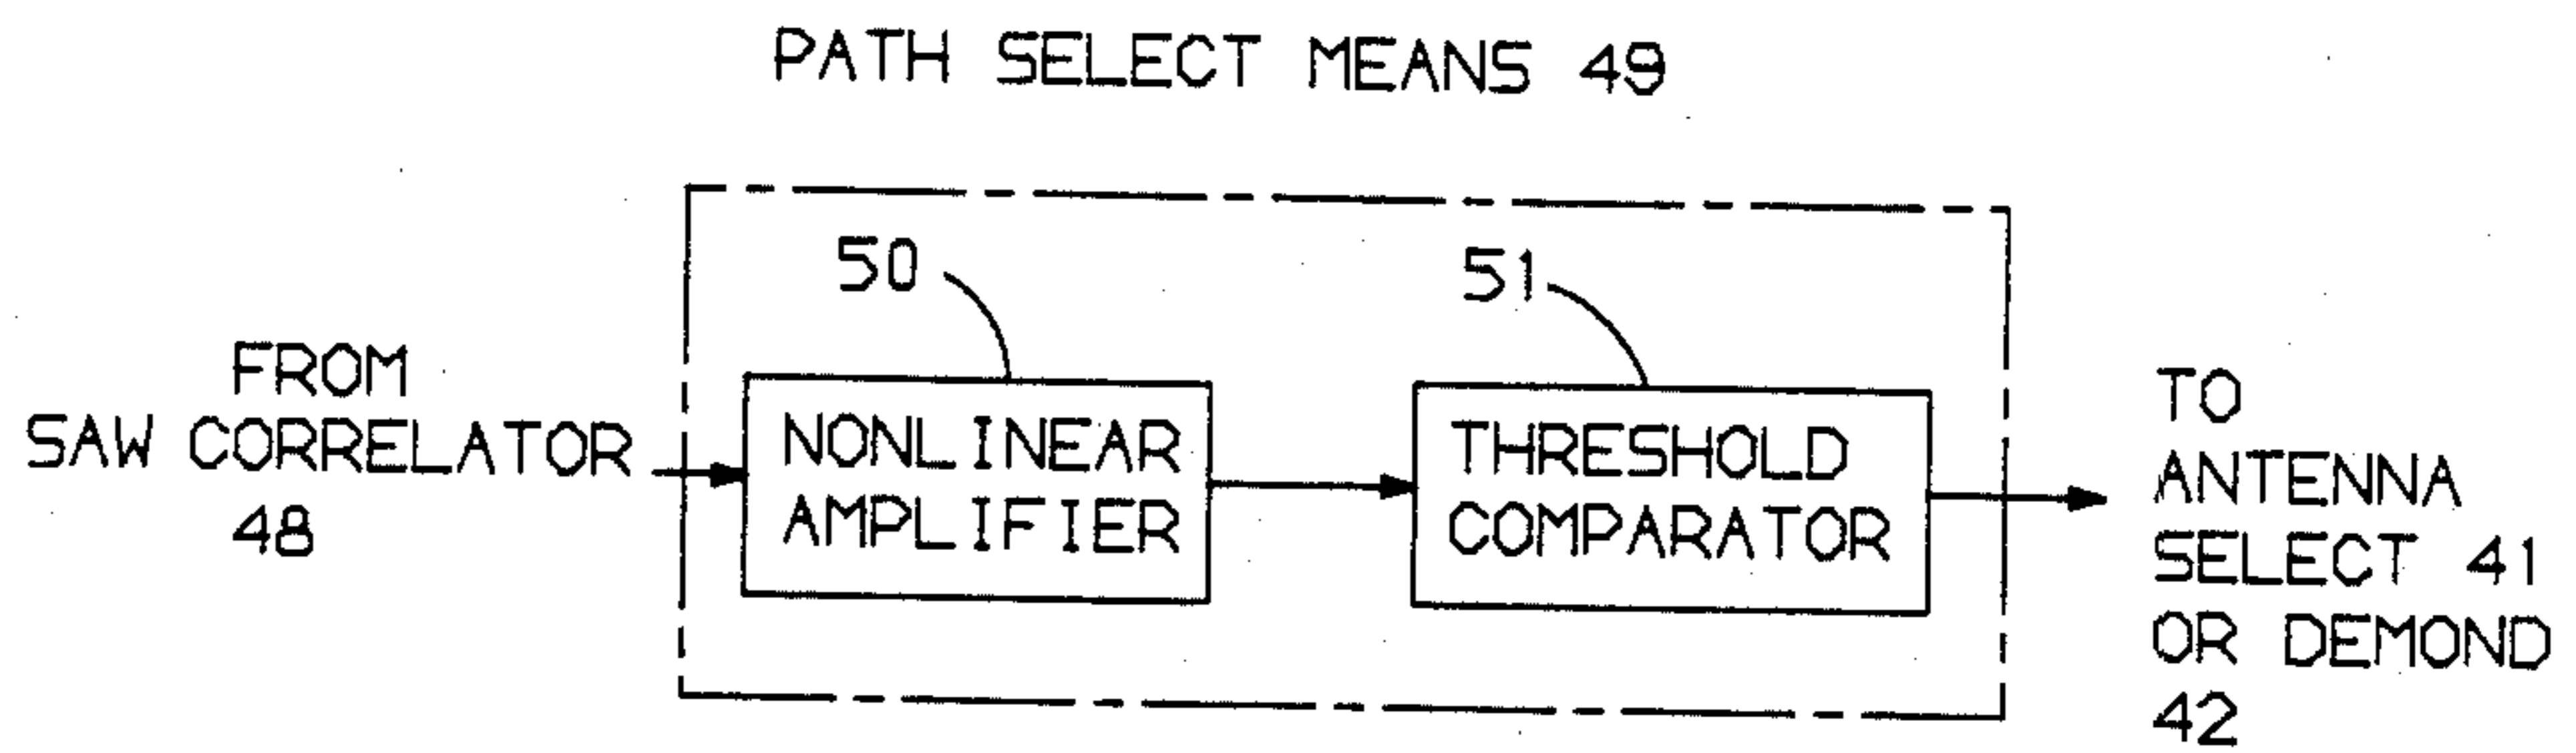 PATH SELECT MEANS 49
50
51
FROM
SAW CORRELATOR
48
NONLINEAR
AMPLIFIER
THRESHOLD
COMPARATOR
TO
ANTENNA
SELECT 41
OR DEMOND
42